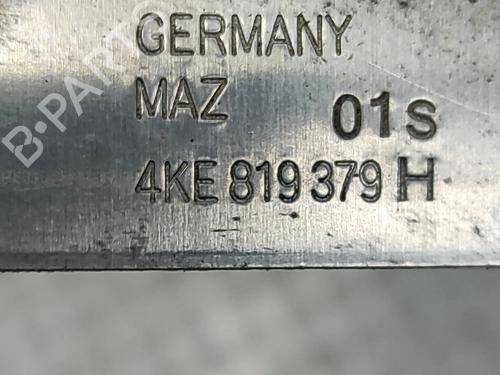 GERMANY
MAZ 01S
4KE 819 379 H
B-PARTS